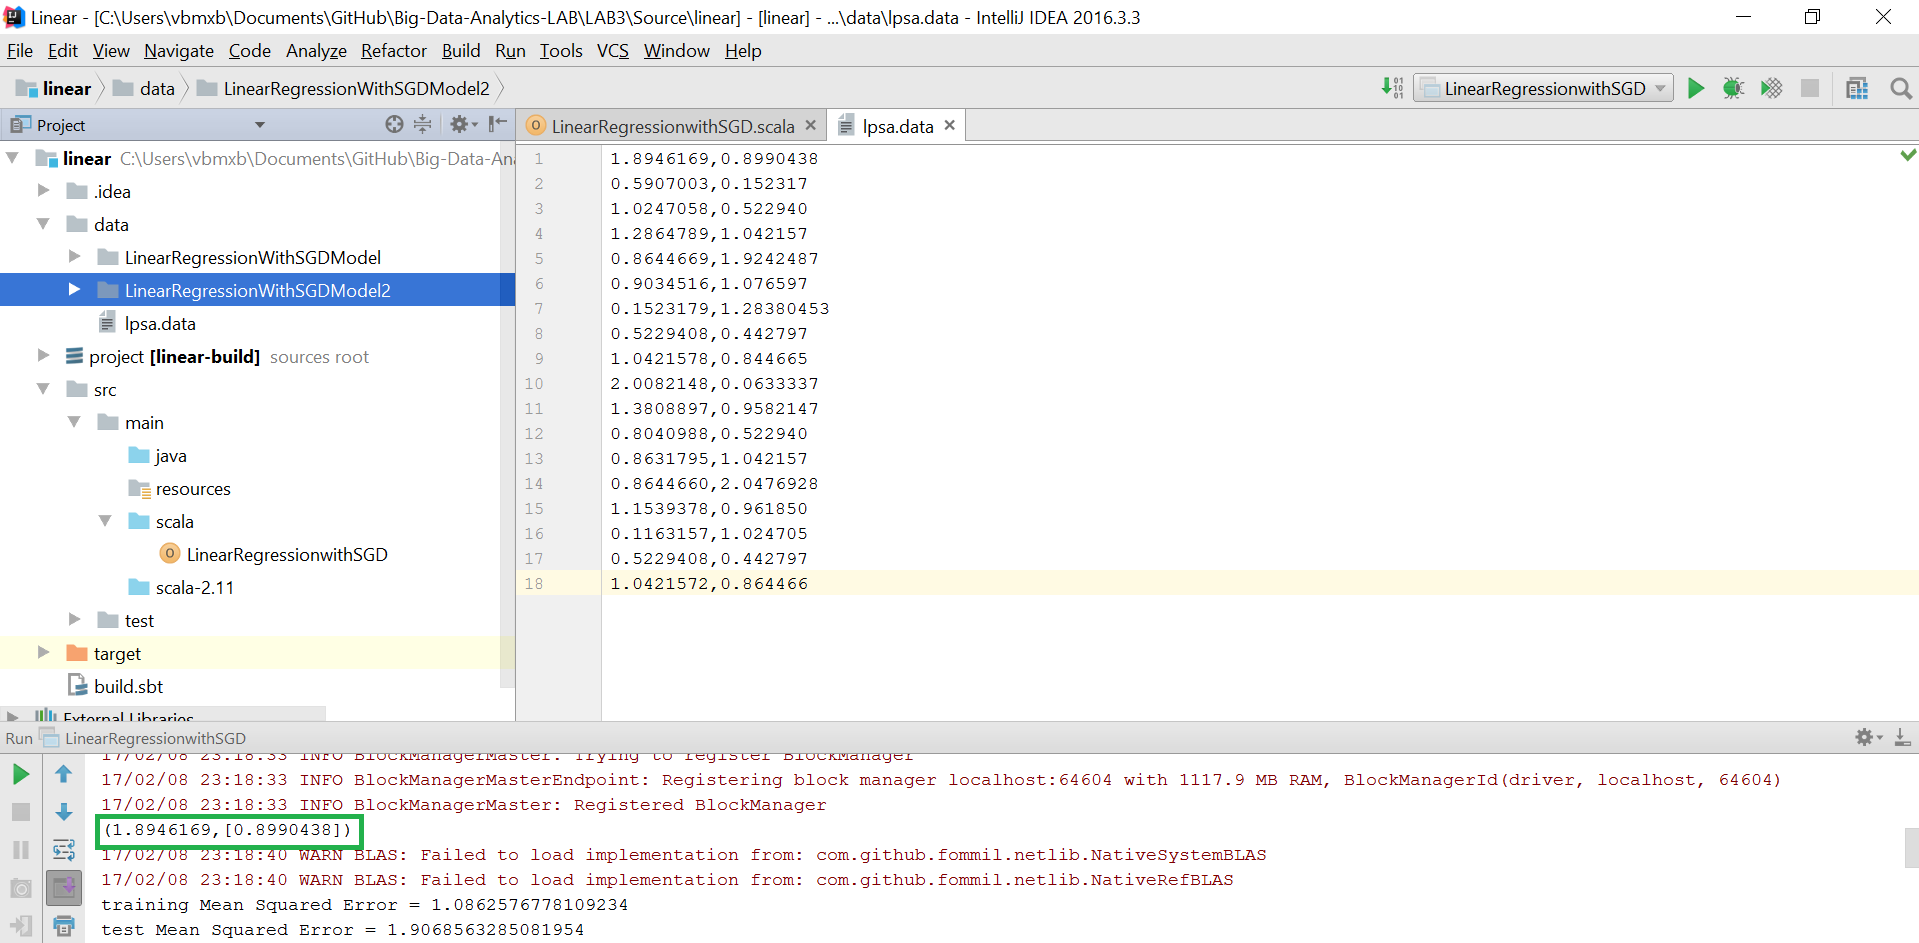 Linear - [C:\Users\vbmxb\Documents\GitHub\Big-Data-Analytics-LAB\LAB3\Source\linear] - [linear] - ...\data\lpsa.data - IntelliJ IDEA 2016.3.3
File Edit View Navigate Code Analyze Refactor Build Run Tools VCS Window Help
linear data LinearRegressionWithSGDModel2 LinearRegressionwithSGD
Project
LinearRegressionwithSGD.scala lpsa.data
linear C:\Users\vbmxb\Documents\GitHub\Big-Data-Ana
.idea
data
LinearRegressionWithSGDModel
LinearRegressionWithSGDModel2
lpsa.data
project [linear-build] sources root
src
main
java
resources
scala
LinearRegressionwithSGD
scala-2.11
test
target
build.sbt
External Libraries
1 1.8946169,0.8990438
2 0.5907003,0.152317
3 1.0247058,0.522940
4 1.2864789,1.042157
5 0.8644669,1.9242487
6 0.9034516,1.076597
7 0.1523179,1.28380453
8 0.5229408,0.442797
9 1.0421578,0.844665
10 2.0082148,0.0633337
11 1.3808897,0.9582147
12 0.8040988,0.522940
13 0.8631795,1.042157
14 0.8644660,2.0476928
15 1.1539378,0.961850
16 0.1163157,1.024705
17 0.5229408,0.442797
18 1.0421572,0.864466
Run LinearRegressionwithSGD
17/02/08 23:18:33 INFO BlockManagerMaster: Trying to register BlockManager
17/02/08 23:18:33 INFO BlockManagerMasterEndpoint: Registering block manager localhost:64604 with 1117.9 MB RAM, BlockManagerId(driver, localhost, 64604)
17/02/08 23:18:33 INFO BlockManagerMaster: Registered BlockManager
(1.8946169,[0.8990438])
17/02/08 23:18:40 WARN BLAS: Failed to load implementation from: com.github.fommil.netlib.NativeSystemBLAS
17/02/08 23:18:40 WARN BLAS: Failed to load implementation from: com.github.fommil.netlib.NativeRefBLAS
training Mean Squared Error = 1.0862576778109234
test Mean Squared Error = 1.9068563285081954